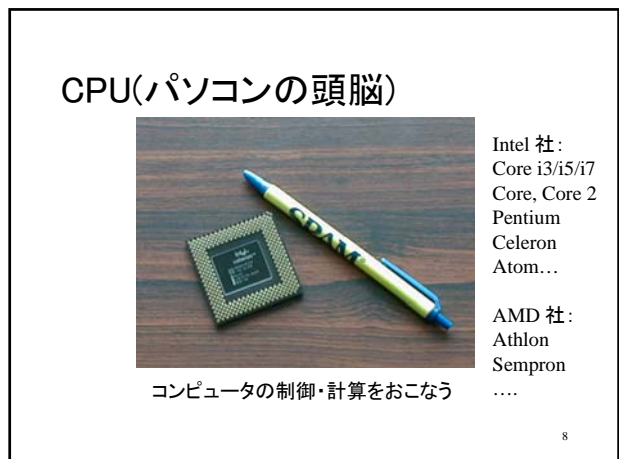 CPU(パソコンの頭脳)
SPAM
intel
Intel 社:
Core i3/i5/i7
Core, Core 2
Pentium
Celeron
Atom…
AMD 社:
Athlon
Sempron
….
コンピュータの制御・計算をおこなう
8